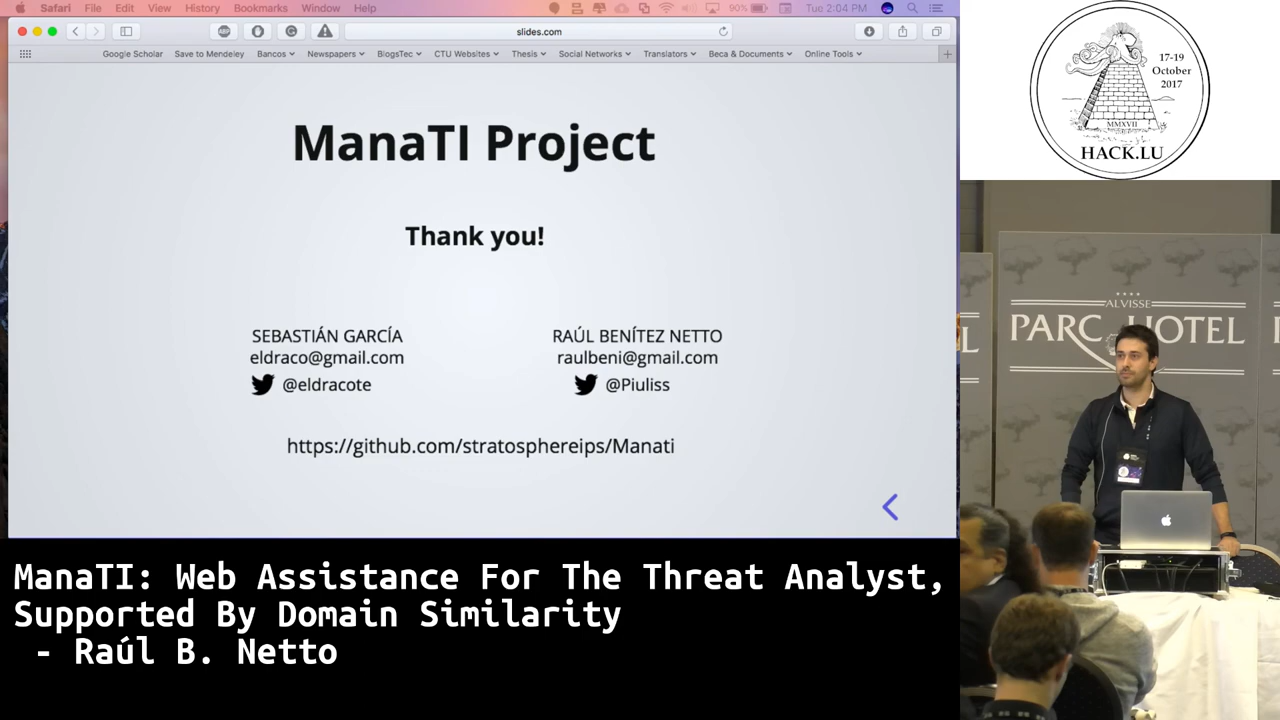 Safari File Edit View History Bookmarks Window Help 90% Tue 2:04 PM
slides.com
Google Scholar Save to Mendeley Bancos Newspapers BlogsTec CTU Websites Thesis Social Networks Translators Beca & Documents Online Tools
ManaTI Project
Thank you!
SEBASTIÁN GARCÍA
eldraco@gmail.com
@eldracote
RAÚL BENÍTEZ NETTO
raulbeni@gmail.com
@Piuliss
https://github.com/stratosphereips/Manati
17-19
October
2017
MMXVII
HACK.LU
ALVISSE
PARC HOTEL
ManaTI: Web Assistance For The Threat Analyst,
Supported By Domain Similarity
- Raúl B. Netto